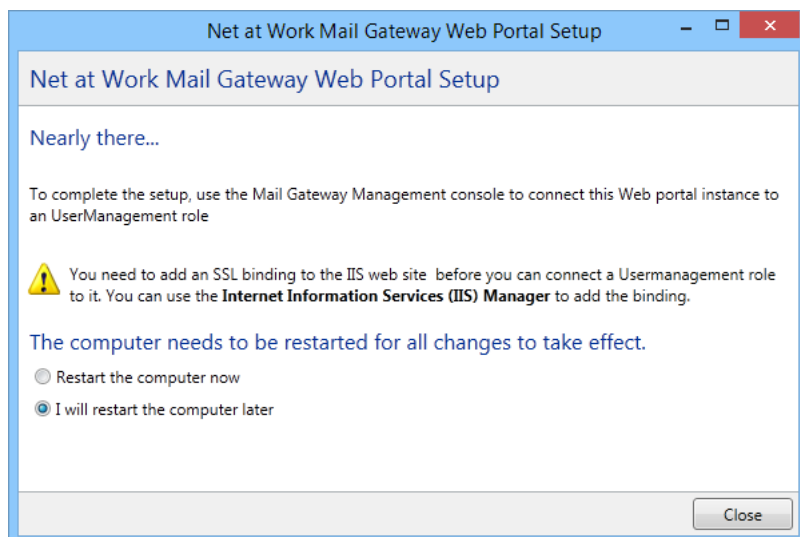 Net at Work Mail Gateway Web Portal Setup
Net at Work Mail Gateway Web Portal Setup
Nearly there...
To complete the setup, use the Mail Gateway Management console to connect this Web portal instance to
an UserManagement role
You need to add an SSL binding to the IIS web site  before you can connect a Usermanagement role
to it. You can use the Internet Information Services (IIS) Manager to add the binding.
The computer needs to be restarted for all changes to take effect.
Restart the computer now
I will restart the computer later
Close